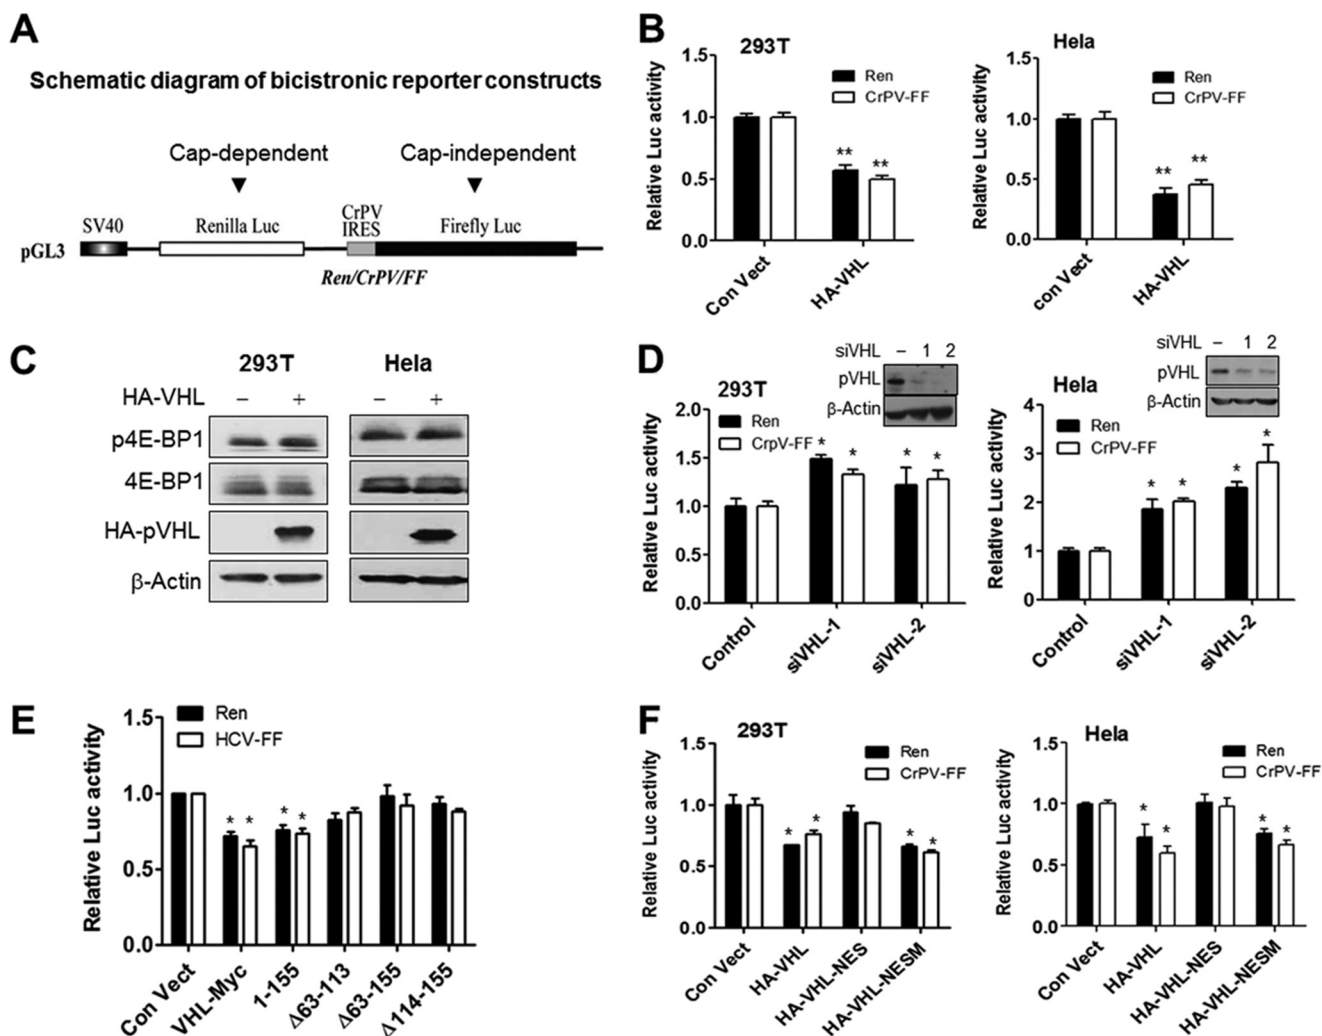 A
Schematic diagram of bicistronic reporter constructs
Cap-dependent
Cap-independent
SV40
Renilla Luc
CrPV
IRES
Firefly Luc
pGL3
Ren/CrPV/FF
B
293T
Relative Luc activity
1.5
1.0
0.5
0.0
Ren
CrPV-FF
** **
Con Vect
HA-VHL
Hela
Relative Luc activity
1.5
1.0
0.5
0.0
Ren
CrPV-FF
** **
con Vect
HA-VHL
C
293T
Hela
HA-VHL – + – +
p4E-BP1
4E-BP1
HA-pVHL
β-Actin
D
siVHL – 1 2
pVHL
β-Actin
293T
Relative Luc activity
2.0
1.5
1.0
0.5
0.0
Ren
CrpV-FF
* * * *
Control
siVHL-1
siVHL-2
siVHL – 1 2
pVHL
β-Actin
Hela
Relative Luc activity
4
3
2
1
0
Ren
CrPV-FF
* * * *
Control
siVHL-1
siVHL-2
E
Relative Luc activity
1.5
1.0
0.5
0.0
Ren
HCV-FF
* * * *
Con Vect
VHL-Myc
1-155
Δ63-113
Δ63-155
Δ114-155
F
293T
Relative Luc activity
1.5
1.0
0.5
0.0
Ren
CrPV-FF
* * * *
Con Vect
HA-VHL
HA-VHL-NES
HA-VHL-NESM
Hela
Relative Luc activity
1.5
1.0
0.5
0.0
Ren
CrPV-FF
* * * *
Con Vect
HA-VHL
HA-VHL-NES
HA-VHL-NESM